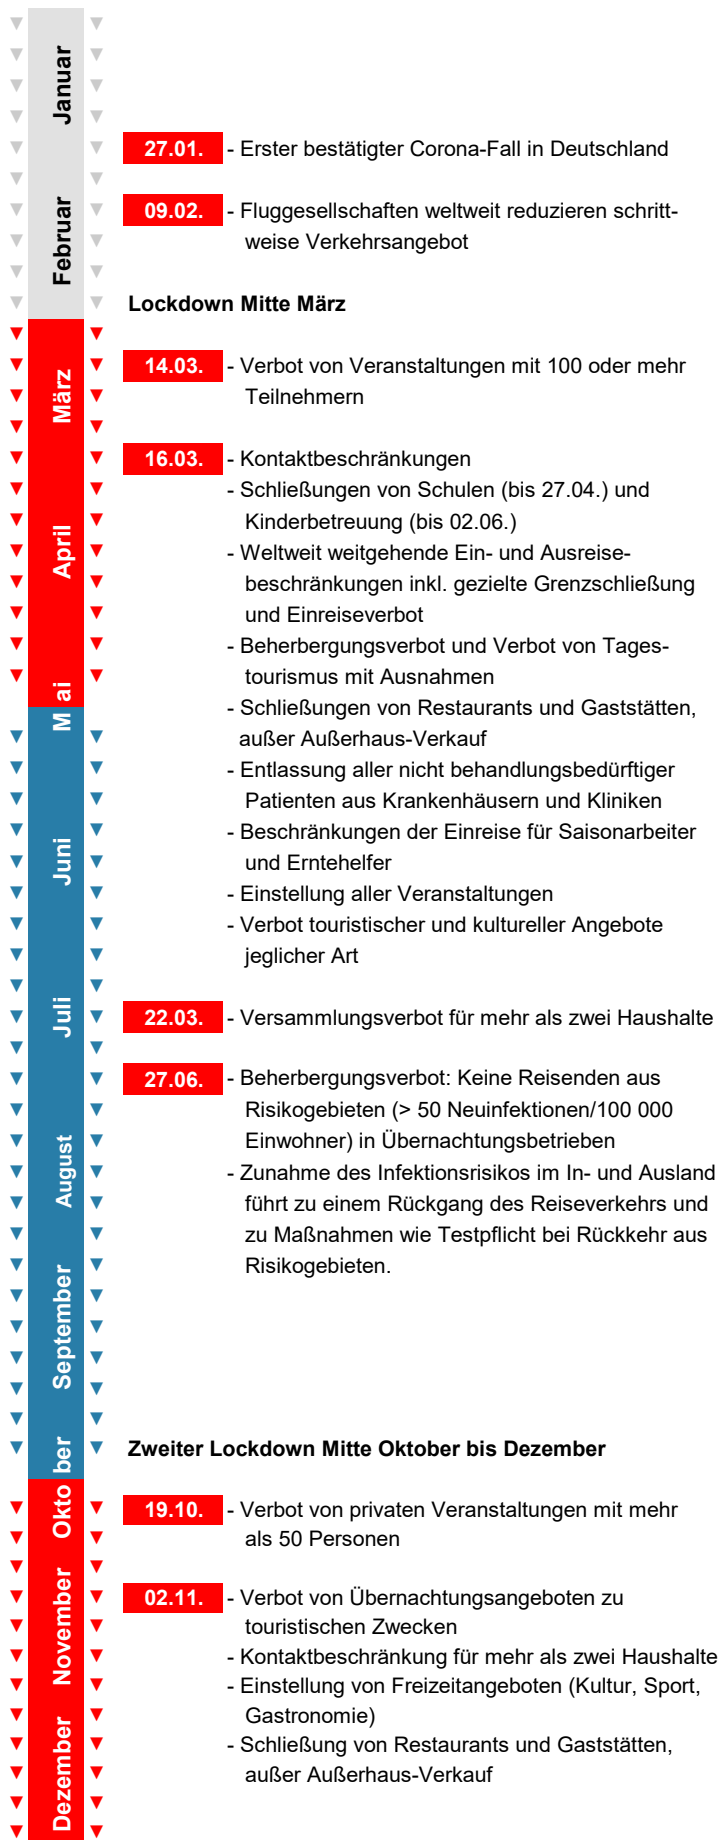 Januar
27.01. - Erster bestätigter Corona-Fall in Deutschland
Februar
09.02. - Fluggesellschaften weltweit reduzieren schritt-
weise Verkehrsangebot
Lockdown Mitte März
März
14.03. - Verbot von Veranstaltungen mit 100 oder mehr
Teilnehmern
16.03. - Kontaktbeschränkungen
- Schließungen von Schulen (bis 27.04.) und
Kinderbetreuung (bis 02.06.)
April
- Weltweit weitgehende Ein- und Ausreise-
beschränkungen inkl. gezielte Grenzschließung
und Einreiseverbot
- Beherbergungsverbot und Verbot von Tages-
tourismus mit Ausnahmen
Mai
- Schließungen von Restaurants und Gaststätten,
außer Außerhaus-Verkauf
- Entlassung aller nicht behandlungsbedürftiger
Patienten aus Krankenhäusern und Kliniken
- Beschränkungen der Einreise für Saisonarbeiter
und Erntehelfer
Juni
- Einstellung aller Veranstaltungen
- Verbot touristischer und kultureller Angebote
jeglicher Art
Juli
22.03. - Versammlungsverbot für mehr als zwei Haushalte
27.06. - Beherbergungsverbot: Keine Reisenden aus
Risikogebieten (> 50 Neuinfektionen/100 000
Einwohner) in Übernachtungsbetrieben
August
- Zunahme des Infektionsrisikos im In- und Ausland
führt zu einem Rückgang des Reiseverkehrs und
zu Maßnahmen wie Testpflicht bei Rückkehr aus
Risikogebieten.
September
Zweiter Lockdown Mitte Oktober bis Dezember
Oktober
19.10. - Verbot von privaten Veranstaltungen mit mehr
als 50 Personen
November
02.11. - Verbot von Übernachtungsangeboten zu
touristischen Zwecken
- Kontaktbeschränkung für mehr als zwei Haushalte
- Einstellung von Freizeitangeboten (Kultur, Sport,
Gastronomie)
- Schließung von Restaurants und Gaststätten,
außer Außerhaus-Verkauf
Dezember